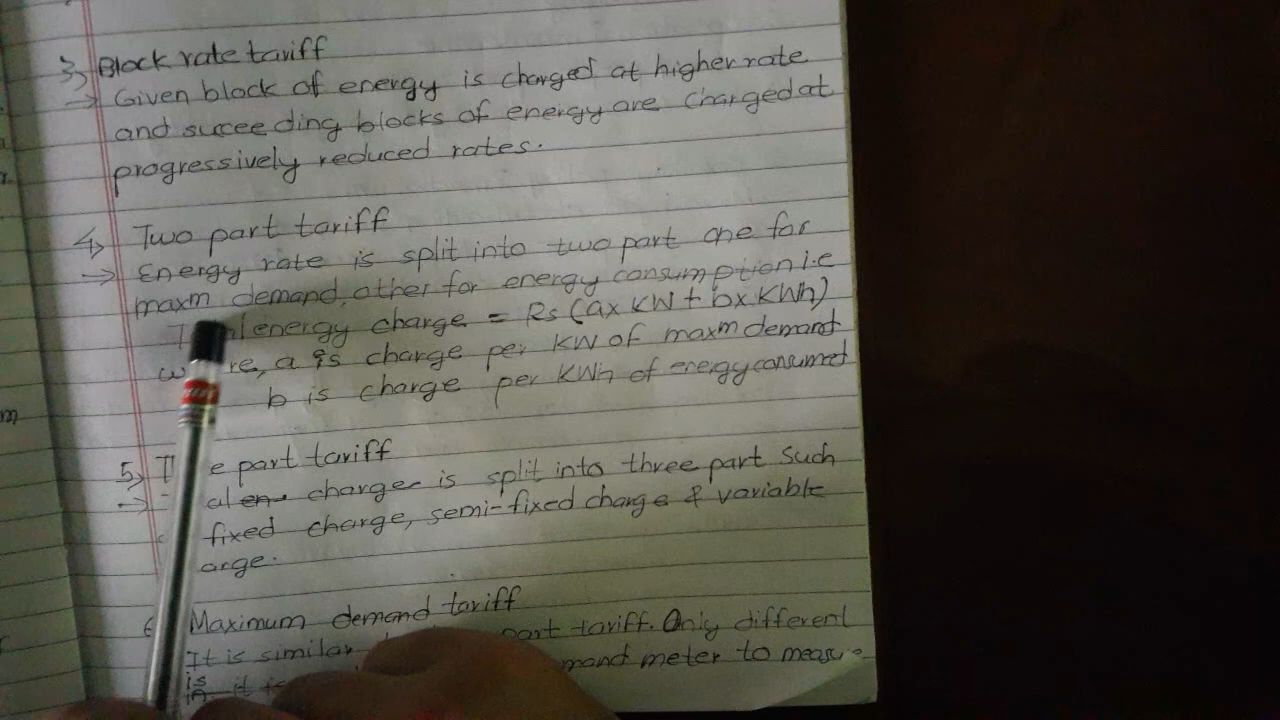 3) Block rate tariff
→ Given block of energy is charged at higher rate
and succeeding blocks of energy are charged at
progressively reduced rates.
4) Two part tariff
→ Energy rate is split into two part one for
maxm demand, other for energy consumption i.e
energy charge = Rs (a x KW + b x KWh)
re, a is charge per KW of maxm demand
b is charge per KWh of energy consumed
5) part tariff
→ charge is split into three part such
fixed charge, semi-fixed charge & variable
arge.
Maximum demand tariff
It is similar part tariff. Only different
is mand meter to measure